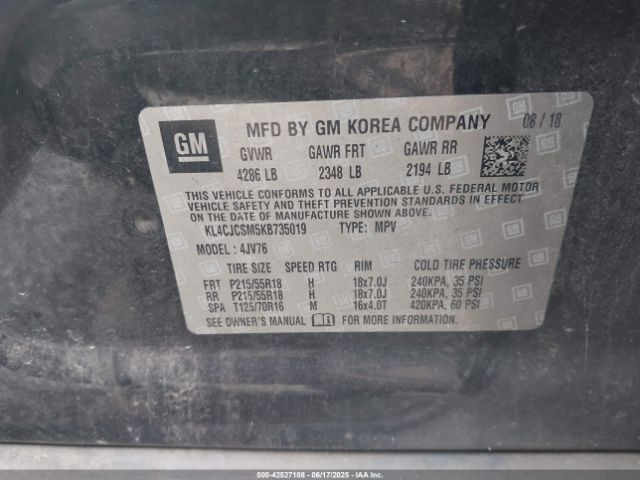 GM
MFD BY GM KOREA COMPANY 06 / 18
GVWR GAWR FRT GAWR RR
4286 LB 2348 LB 2194 LB
THIS VEHICLE CONFORMS TO ALL APPLICABLE U.S. FEDERAL MOTOR
VEHICLE SAFETY AND THEFT PREVENTION STANDARDS IN EFFECT ON
THE DATE OF MANUFACTURE SHOWN ABOVE.
KL4CJCSM5KB735019 TYPE: MPV
MODEL : 4JV76
TIRE SIZE SPEED RTG RIM COLD TIRE PRESSURE
FRT P215/55R18 H 18x7.0J 240KPA, 35 PSI
RR P215/55R18 H 18x7.0J 240KPA, 35 PSI
SPA T125/70R16 M 16x4.0T 420KPA, 60 PSI
SEE OWNER'S MANUAL FOR MORE INFORMATION.
000-42527108 - 06/17/2025 - IAAI.COM